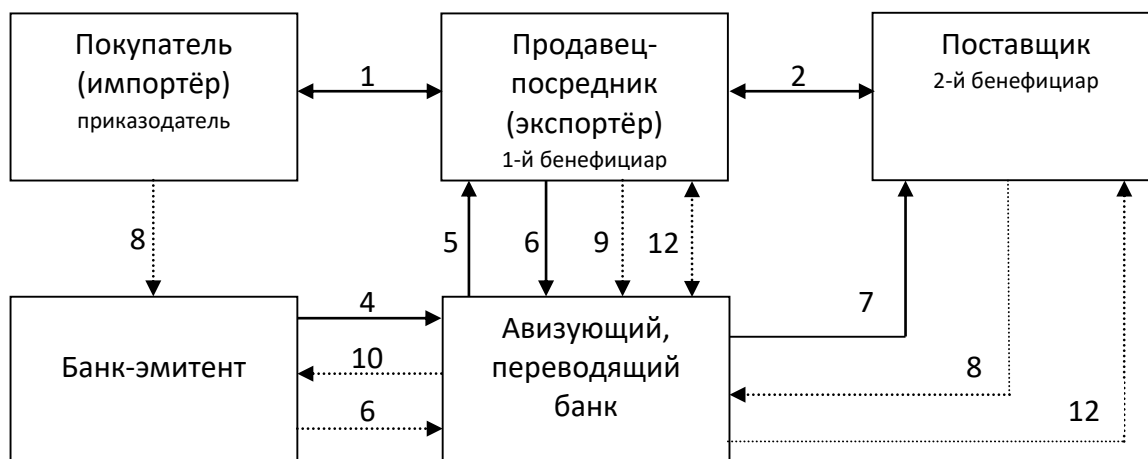 Покупатель
(импортёр)
приказодатель
1
Продавец-
посредник
(экспортёр)
1-й бенефициар
2
Поставщик
2-й бенефициар
8
5
6
9
12
Банк-эмитент
4
10
6
Авизующий,
переводящий
банк
7
8
12